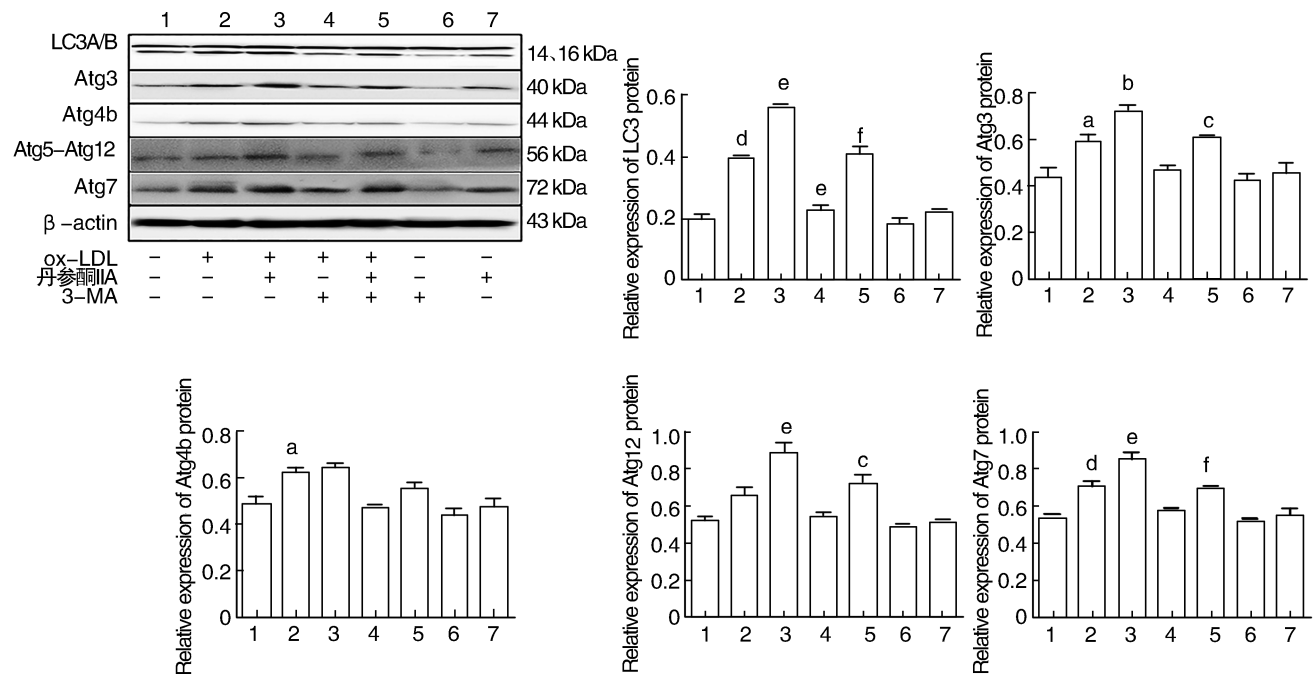 1 2 3 4 5 6 7
LC3A/B 14、16 kDa
Atg3 40 kDa
Atg4b 44 kDa
Atg5-Atg12 56 kDa
Atg7 72 kDa
β-actin 43 kDa
ox-LDL - + + + + - -
丹参酮IIA - - + - + - +
3-MA - - - + + + -
Relative expression of LC3 protein
0.6
0.4
0.2
0
d e e f
1 2 3 4 5 6 7
Relative expression of Atg3 protein
0.8
0.6
0.4
0.2
0
a b c
1 2 3 4 5 6 7
Relative expression of Atg4b protein
0.8
0.6
0.4
0.2
0
a
1 2 3 4 5 6 7
Relative expression of Atg12 protein
1.0
0.8
0.6
0.4
0.2
0
e c
1 2 3 4 5 6 7
Relative expression of Atg7 protein
1.0
0.8
0.6
0.4
0.2
0
d e f
1 2 3 4 5 6 7